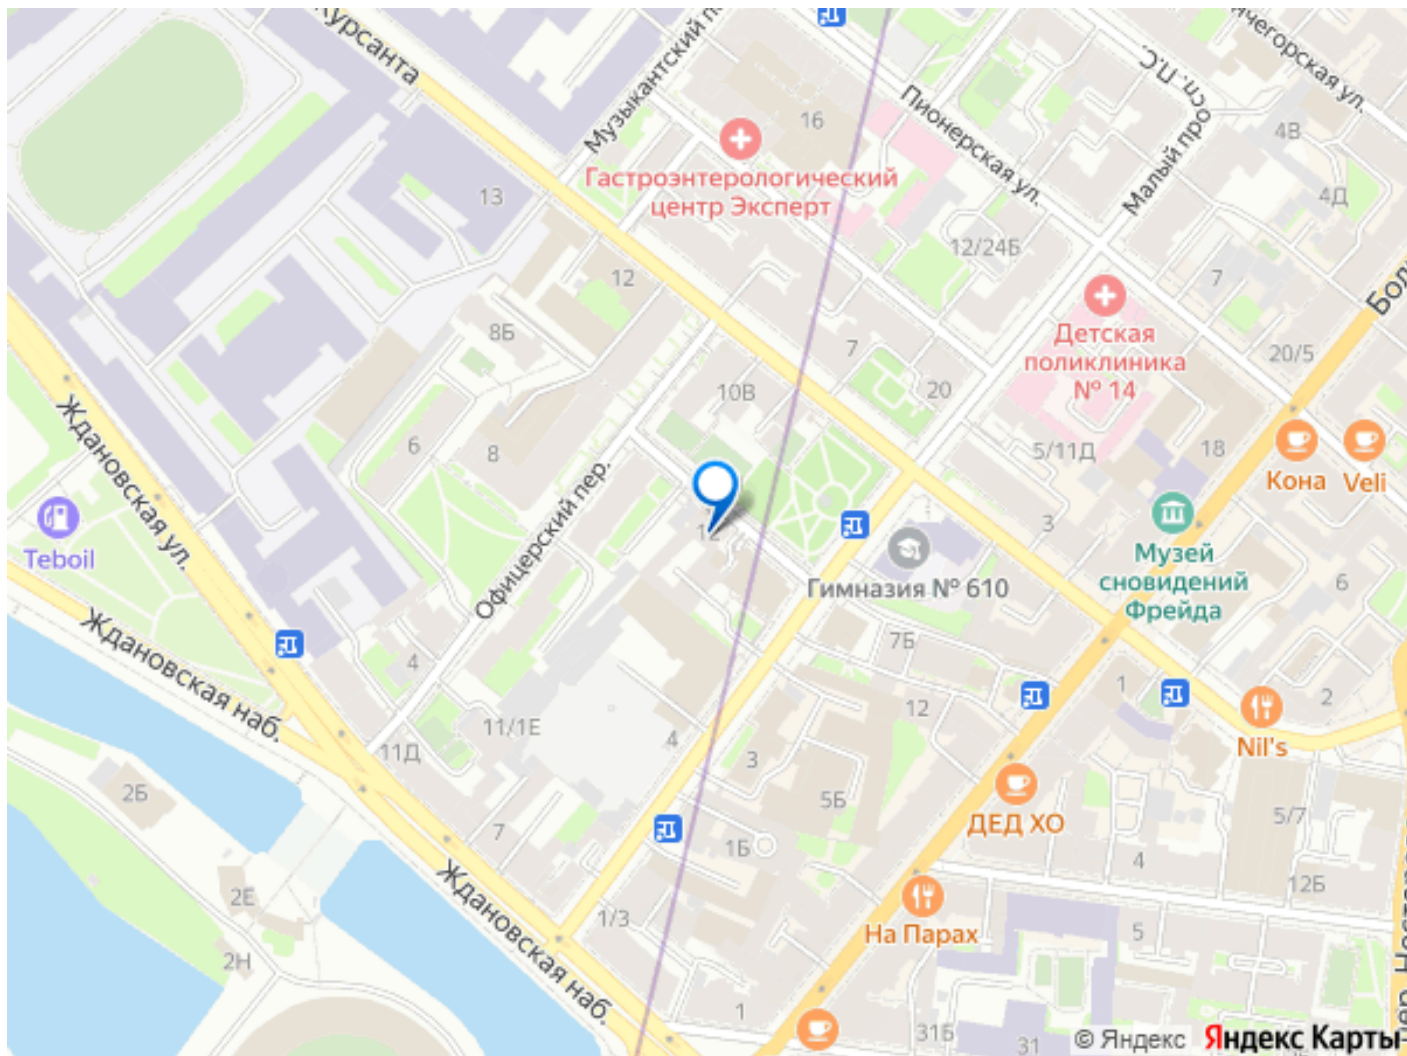 Курсанта
Музыкантский
Пионерская ул.
Малый просп. П.С.
16
4В
4Д
13
Гастроэнтерологический
центр Эксперт
12/24Б
12
7
8Б
Детская
поликлиника
№ 14
20/5
7
20
10В
6
8
5/11Д
18
Кона
Veli
Ждановская ул.
Офицерский пер.
Teboil
12
3
Музей
сновидений
Фрейда
Гимназия № 610
6
7Б
Ждановская наб.
4
1
2
12
11/1Е
4
11Д
3
Nil's
2Б
5Б
ДЕД ХО
5/7
7
1Б
4
12Б
2Е
Ждановская наб.
1/3
На Парах
5
2Н
1
31Б
31
© Яндекс Яндекс Карты